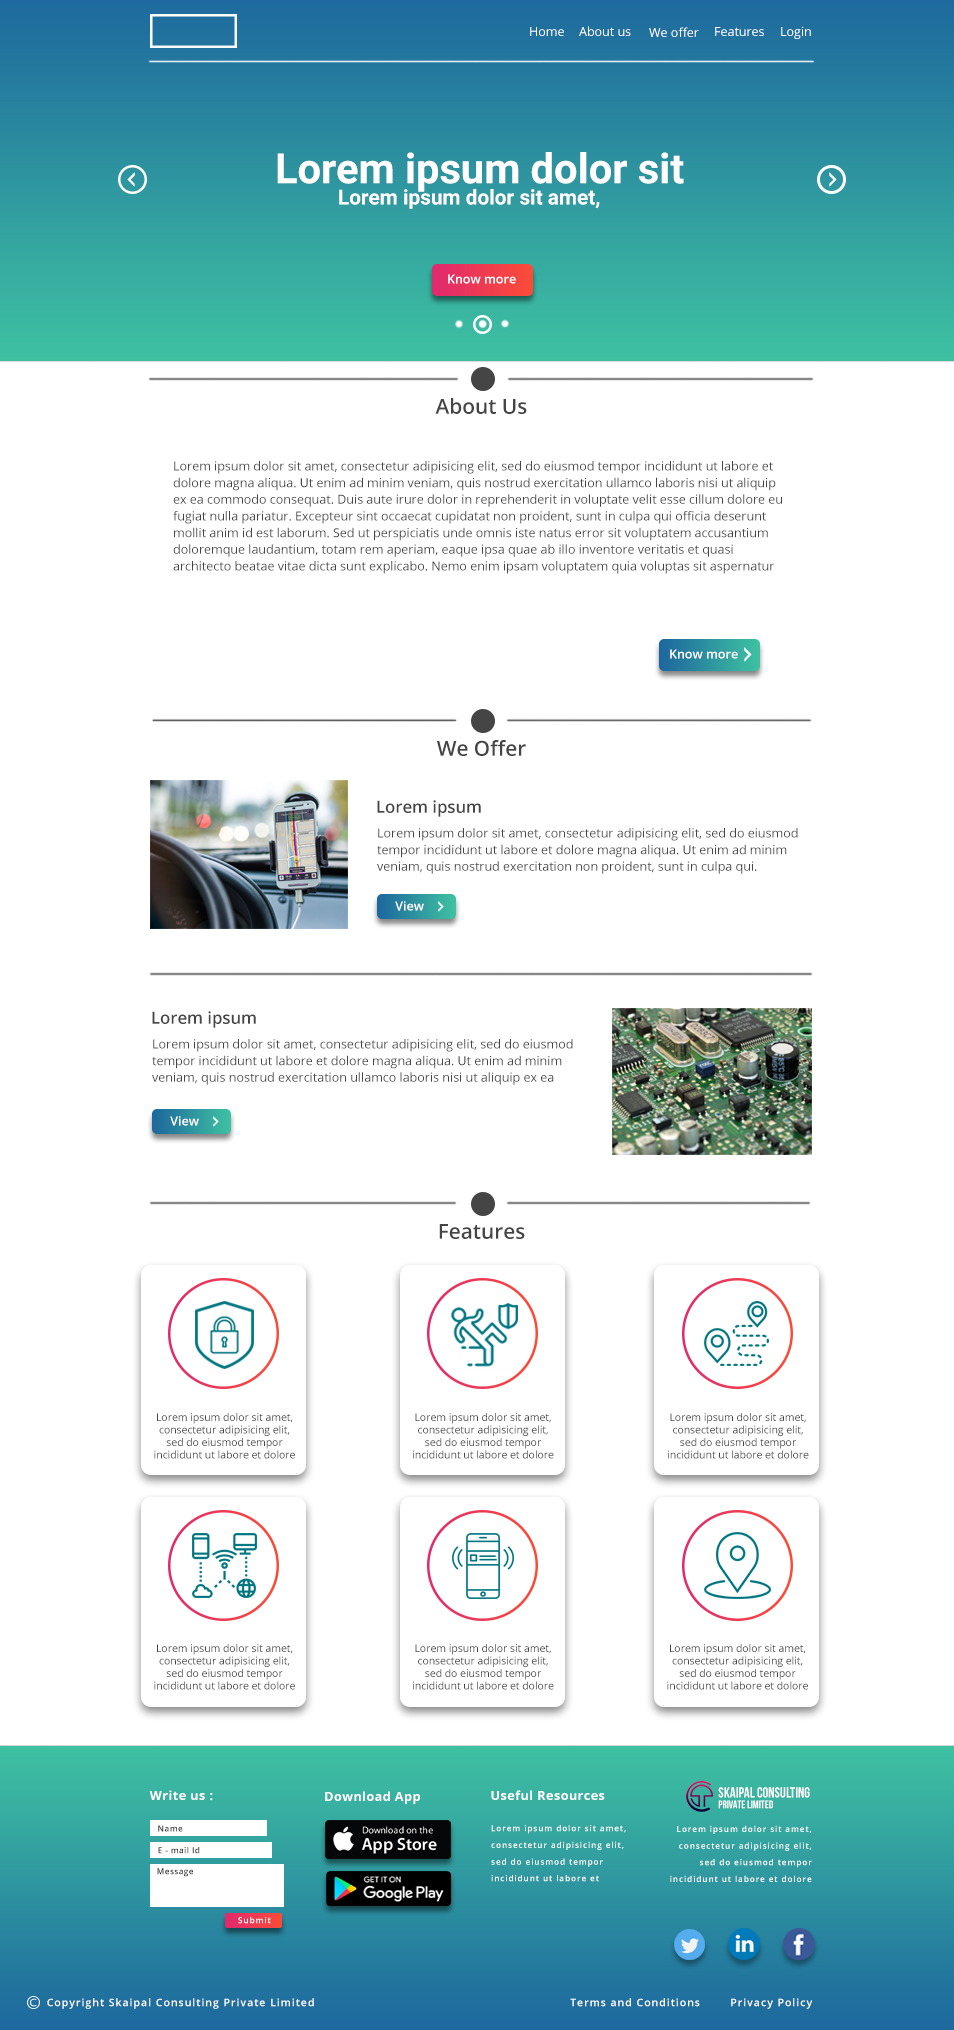 Home About us We offer Features Login
Lorem ipsum dolor sit
Lorem ipsum dolor sit amet,
Know more
About Us
Lorem ipsum dolor sit amet, consectetur adipisicing elit, sed do eiusmod tempor incididunt ut labore et
dolore magna aliqua. Ut enim ad minim veniam, quis nostrud exercitation ullamco laboris nisi ut aliquip
ex ea commodo consequat. Duis aute irure dolor in reprehenderit in voluptate velit esse cillum dolore eu
fugiat nulla pariatur. Excepteur sint occaecat cupidatat non proident, sunt in culpa qui officia deserunt
mollit anim id est laborum. Sed ut perspiciatis unde omnis iste natus error sit voluptatem accusantium
doloremque laudantium, totam rem aperiam, eaque ipsa quae ab illo inventore veritatis et quasi
architecto beatae vitae dicta sunt explicabo. Nemo enim ipsam voluptatem quia voluptas sit aspernatur
Know more
We Offer
Lorem ipsum
Lorem ipsum dolor sit amet, consectetur adipisicing elit, sed do eiusmod
tempor incididunt ut labore et dolore magna aliqua. Ut enim ad minim
veniam, quis nostrud exercitation non proident, sunt in culpa qui.
View
Lorem ipsum
Lorem ipsum dolor sit amet, consectetur adipisicing elit, sed do eiusmod
tempor incididunt ut labore et dolore magna aliqua. Ut enim ad minim
veniam, quis nostrud exercitation ullamco laboris nisi ut aliquip ex ea
View
Features
Lorem ipsum dolor sit amet,
consectetur adipisicing elit,
sed do eiusmod tempor
incididunt ut labore et dolore
Lorem ipsum dolor sit amet,
consectetur adipisicing elit,
sed do eiusmod tempor
incididunt ut labore et dolore
Lorem ipsum dolor sit amet,
consectetur adipisicing elit,
sed do eiusmod tempor
incididunt ut labore et dolore
Lorem ipsum dolor sit amet,
consectetur adipisicing elit,
sed do eiusmod tempor
incididunt ut labore et dolore
Lorem ipsum dolor sit amet,
consectetur adipisicing elit,
sed do eiusmod tempor
incididunt ut labore et dolore
Lorem ipsum dolor sit amet,
consectetur adipisicing elit,
sed do eiusmod tempor
incididunt ut labore et dolore
Write us :
Name
E - mail Id
Message
Submit
Download App
Download on the
App Store
GET IT ON
Google Play
Useful Resources
Lorem ipsum dolor sit amet,
consectetur adipisicing elit,
sed do eiusmod tempor
incididunt ut labore et
SKAIPAL CONSULTING
PRIVATE LIMITED
Lorem ipsum dolor sit amet,
consectetur adipisicing elit,
sed do eiusmod tempor
incididunt ut labore et dolore
in f
© Copyright Skaipal Consulting Private Limited
Terms and Conditions Privacy Policy